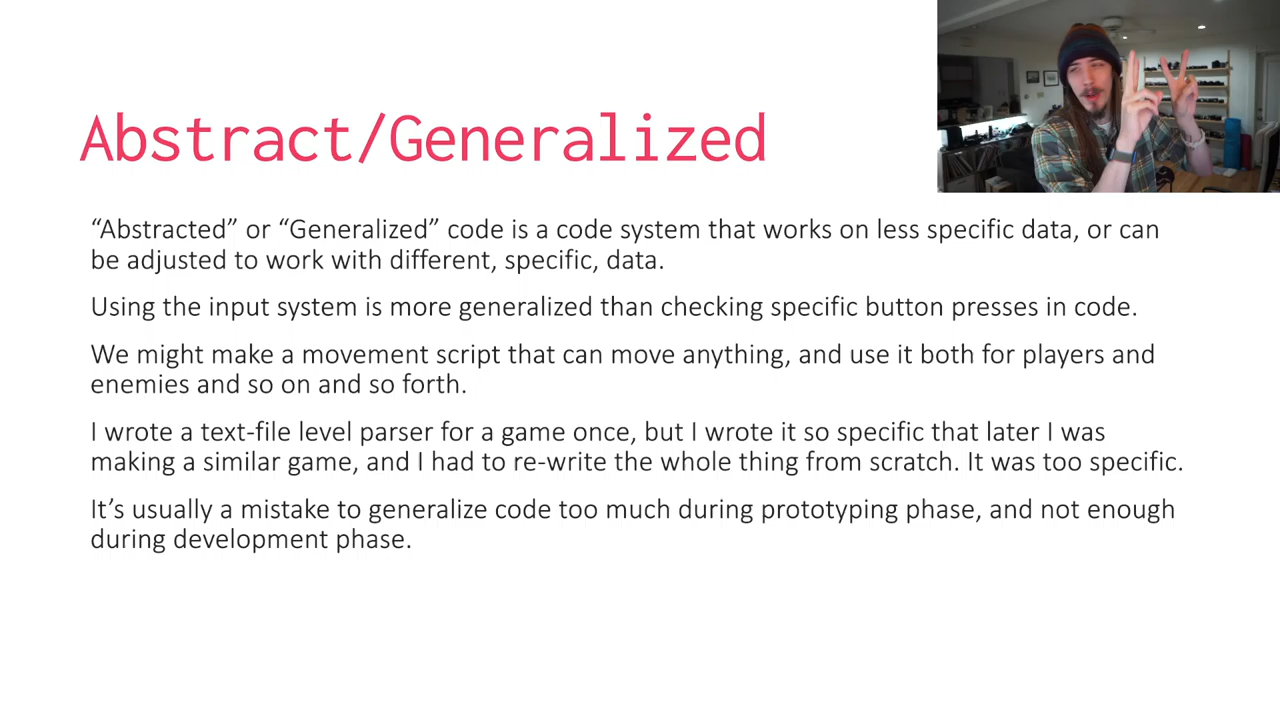 Abstract/Generalized
“Abstracted” or “Generalized” code is a code system that works on less specific data, or can
be adjusted to work with different, specific, data.
Using the input system is more generalized than checking specific button presses in code.
We might make a movement script that can move anything, and use it both for players and
enemies and so on and so forth.
I wrote a text-file level parser for a game once, but I wrote it so specific that later I was
making a similar game, and I had to re-write the whole thing from scratch. It was too specific.
It’s usually a mistake to generalize code too much during prototyping phase, and not enough
during development phase.